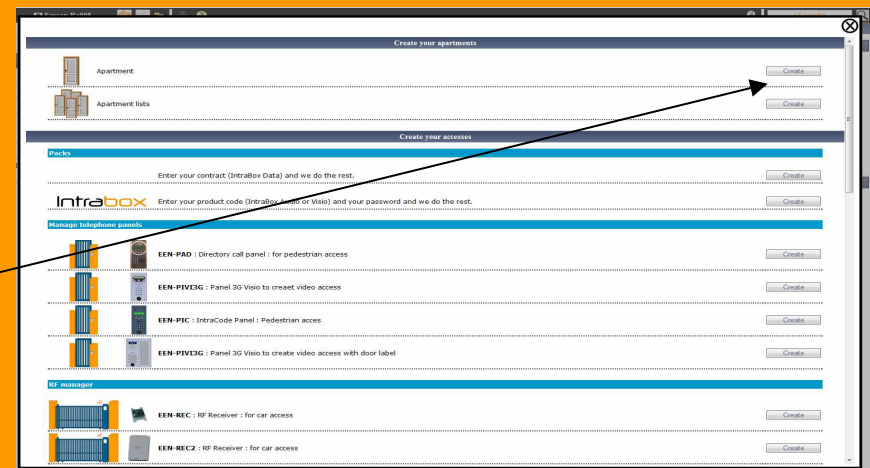 Create your apartments
Apartment Create
Apartment lists Create
Create your accesses
Packs
Enter your contract (IntraBox Data) and we do the rest. Create
Intrabox Enter your product code (IntraBox Audio or Visio) and your password and we do the rest. Create
Manage telephone panels
EEN-PAD : Directory call panel : for pedestrian access Create
EEN-PIVI3G : Panel 3G Visio to creaet video access Create
EEN-PIC : IntraCode Panel : Pedestrian acces Create
EEN-PIVI3G : Panel 3G Visio to create video access with door label Create
RF manager
EEN-REC : RF Receiver : for car access Create
EEN-REC2 : RF Receiver : for car access Create